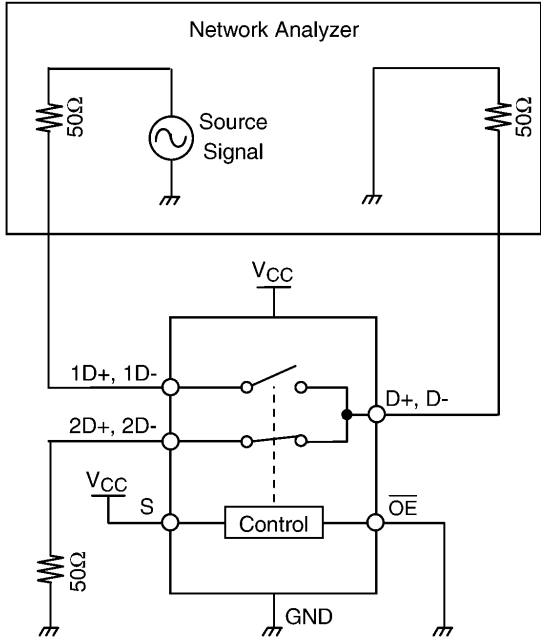 Network Analyzer
50Ω
Source
Signal
50Ω
VCC
1D+, 1D-
D+, D-
2D+, 2D-
VCC
S
Control
OE
50Ω
GND